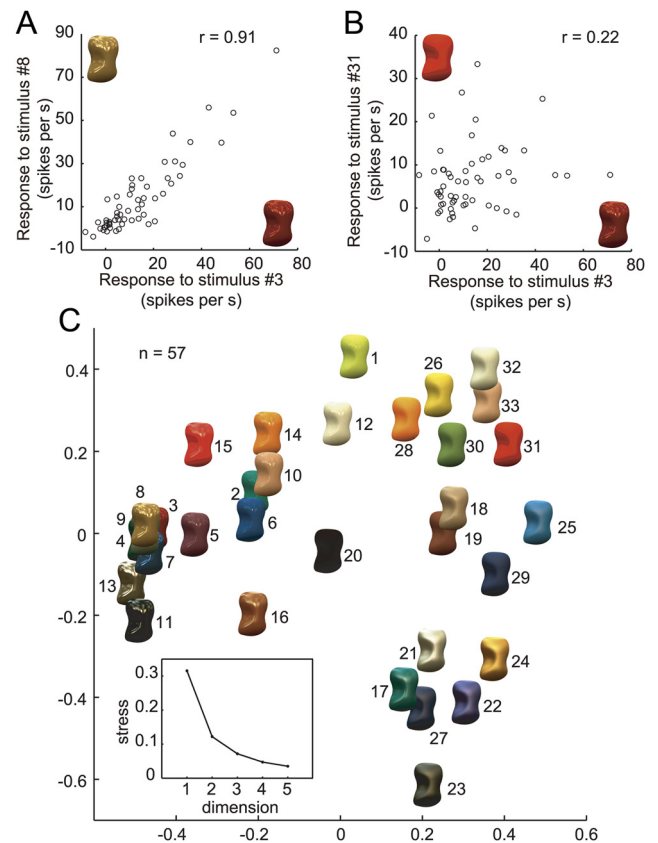 A
r = 0.91
Response to stimulus #8
(spikes per s)
90
70
50
30
10
-10
0 20 40 60 80
Response to stimulus #3
(spikes per s)
B
r = 0.22
Response to stimulus #31
(spikes per s)
40
30
20
10
0
-10
0 20 40 60 80
Response to stimulus #3
(spikes per s)
C
n = 57
0.4
0.2
0
-0.2
-0.4
-0.6
-0.4 -0.2 0 0.2 0.4 0.6
1
32
26
33
12
28
30
31
15
14
10
2
6
8
3
9
4
7
5
18
19
25
20
29
13
11
16
21
24
17
22
27
23
stress
0.3
0.2
0.1
0
1 2 3 4 5
dimension